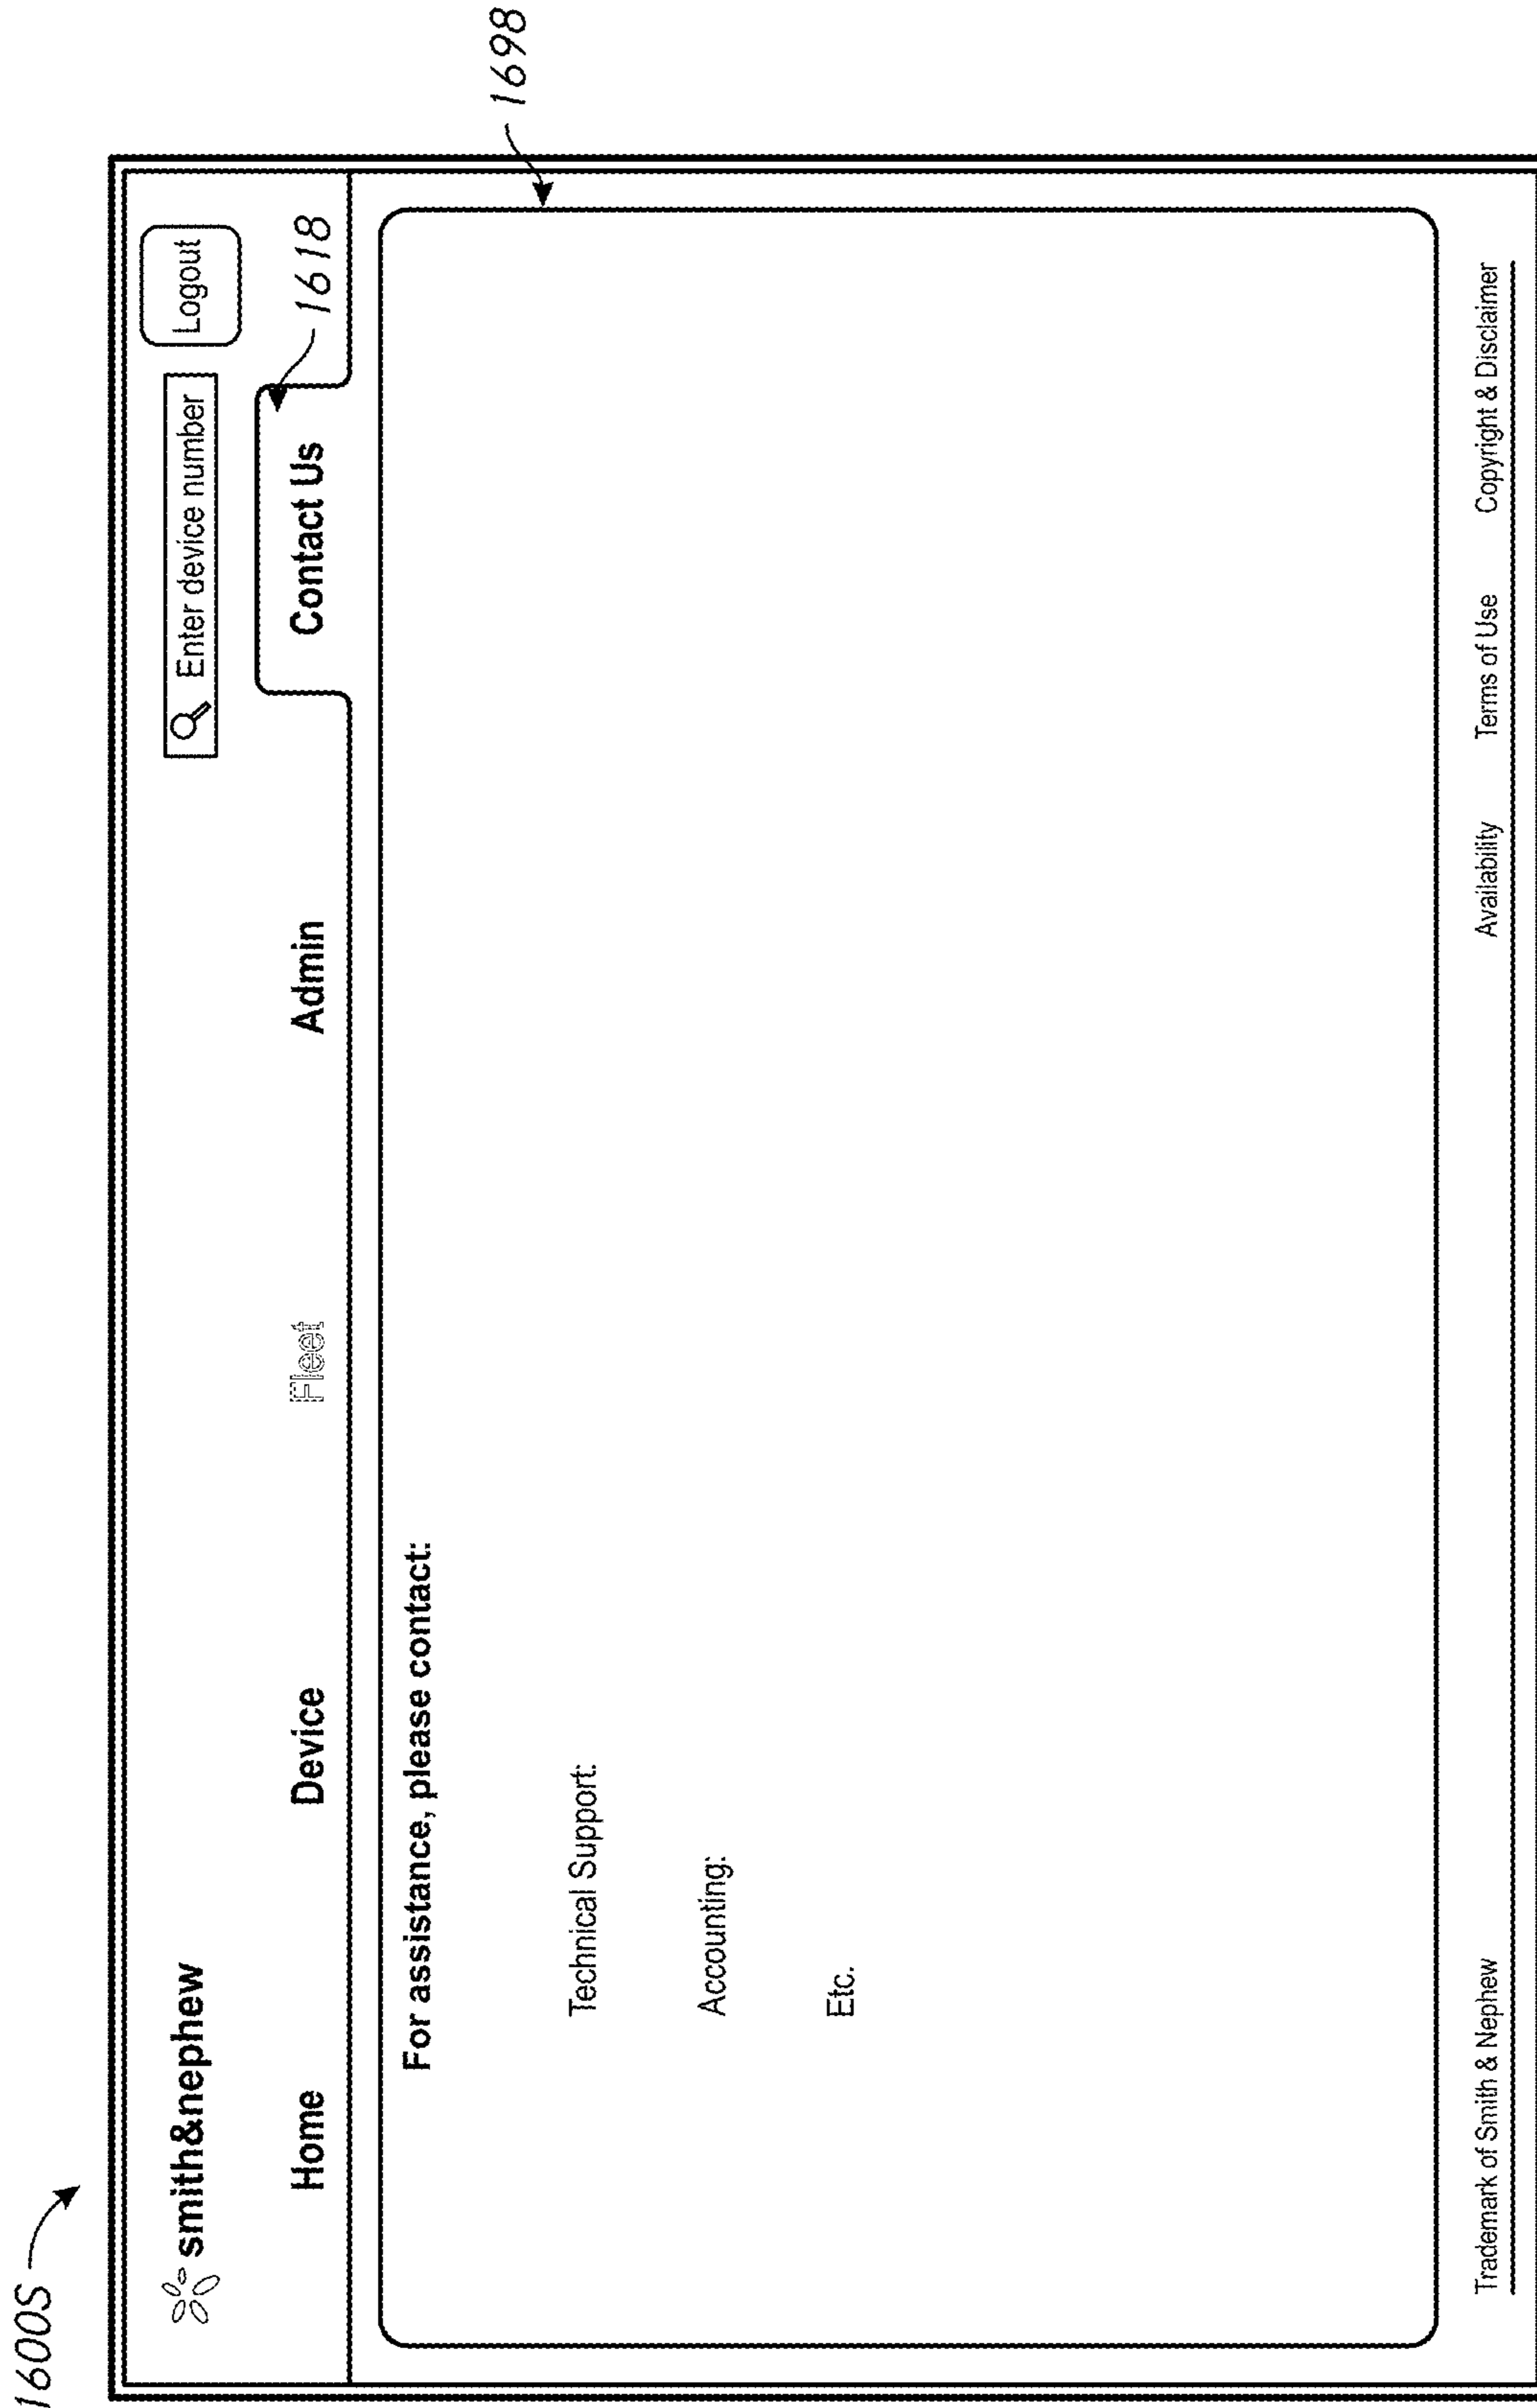 1600S
smith&nephew
Enter device number
Logout
Home Device Fleet Admin Contact Us
1618
1698
For assistance, please contact:
Technical Support:
Accounting:
Etc.
Trademark of Smith & Nephew Availability Terms of Use Copyright & Disclaimer